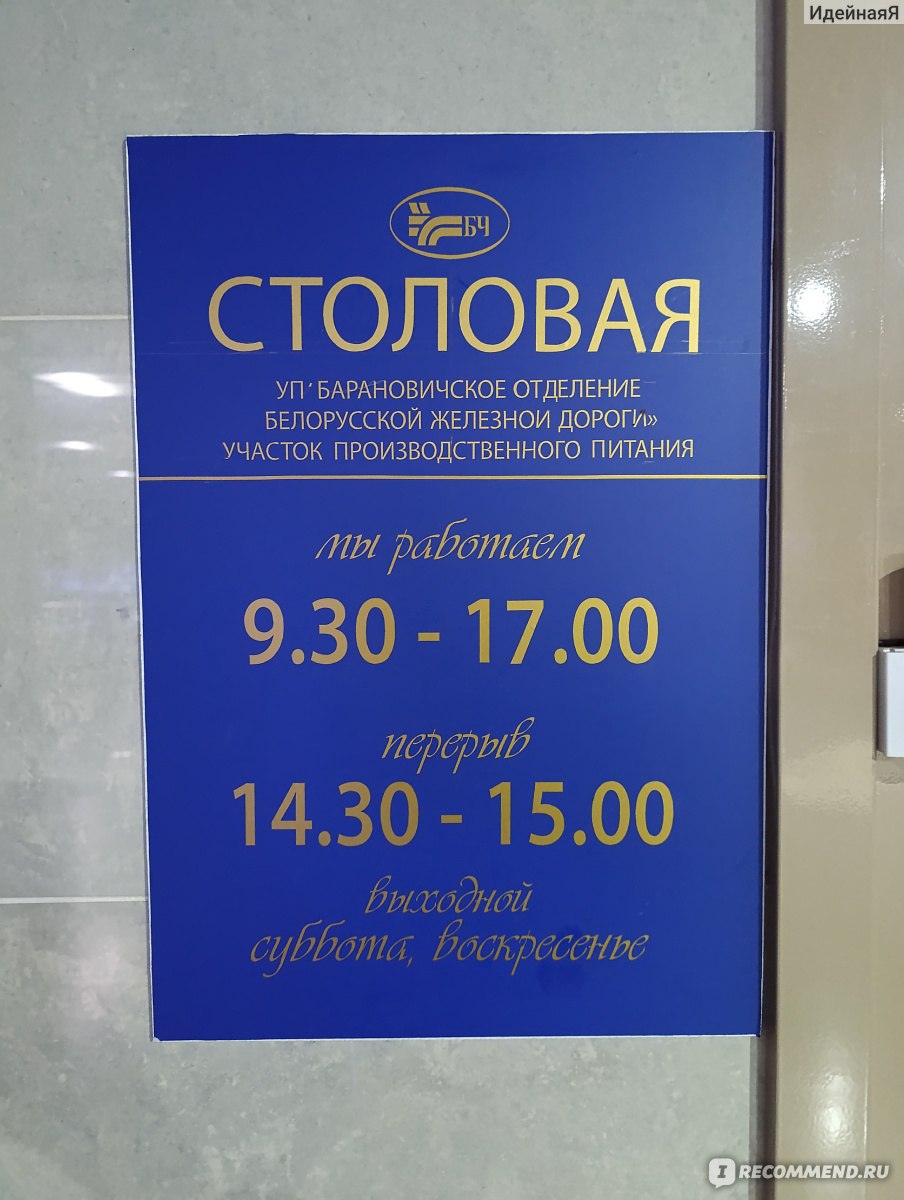 ИдейнаяЯ
БЧ
СТОЛОВАЯ
УП ' БАРАНОВИЧСКОЕ ОТДЕЛЕНИЕ
БЕЛОРУССКОЙ ЖЕЛЕЗНОИ ДОРОГИ»
УЧАСТОК ПРОИЗВОДСТВЕННОГО ПИТАНИЯ
мы работаем
9.30 - 17.00
перерыв
14.30 - 15.00
выходной
суббота, воскресенье
I RECOMMEND.RU